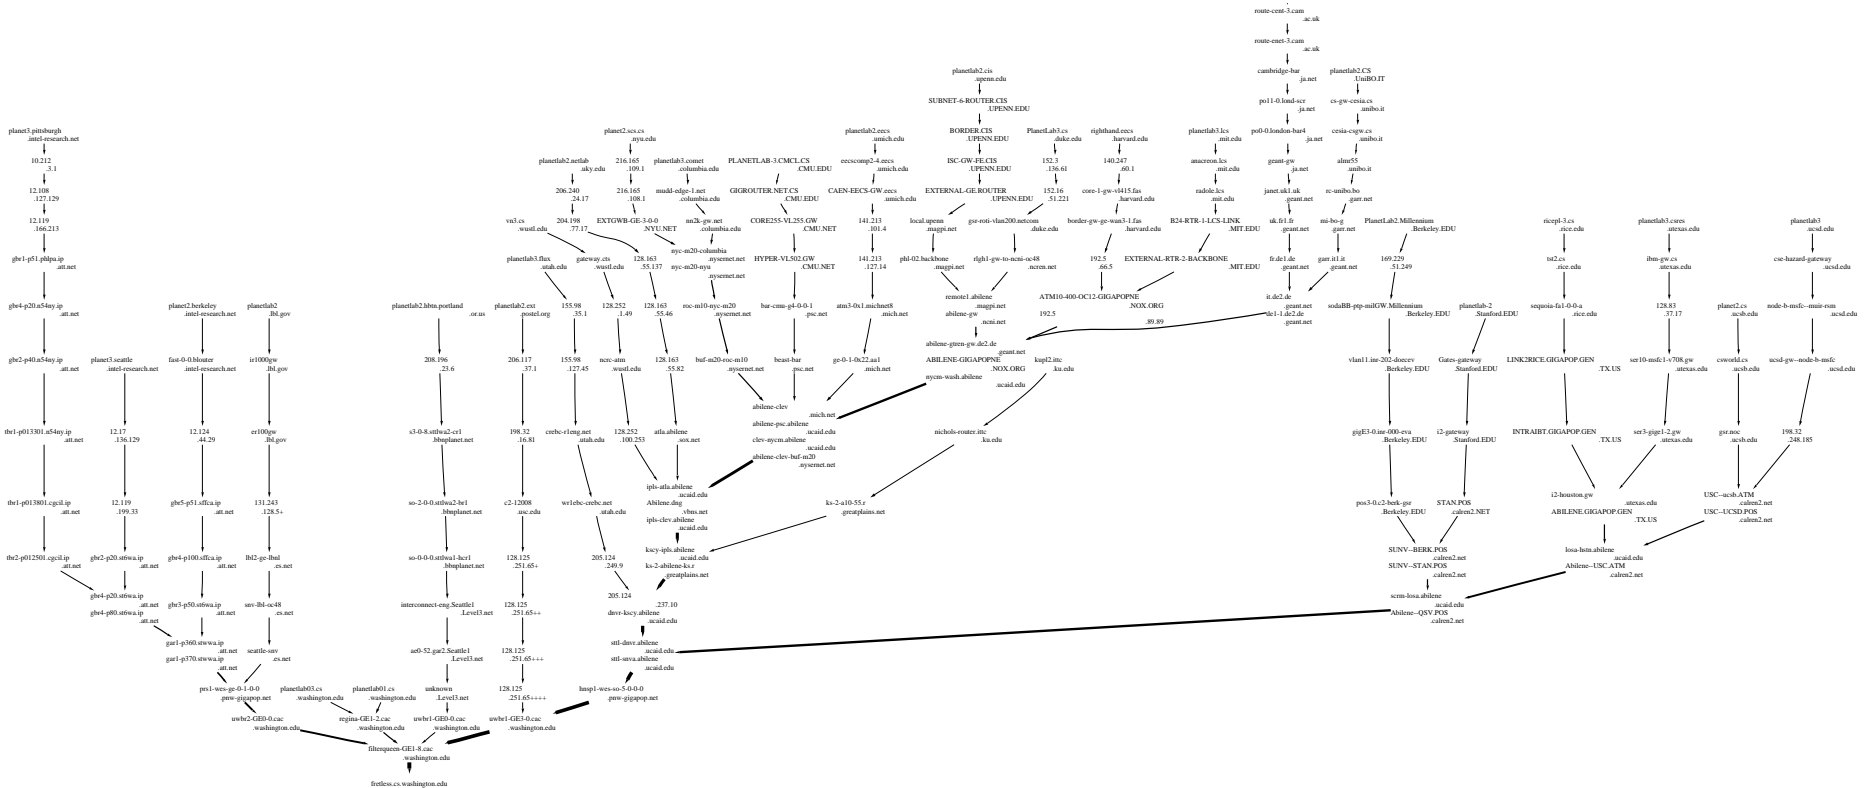 route-cent-3.cam
.ac.uk
route-enet-3.cam
.ac.uk
planetlab2.cis
.upenn.edu
cambridge-bar
.ja.net
planetlab2.CS
.UniBO.IT
SUBNET-6-ROUTER.CIS
.UPENN.EDU
po11-0.lond-scr
.ja.net
cs-gw-cesia.cs
.unibo.it
planet3.pittsburgh
.intel-research.net
planet2.scs.cs
.nyu.edu
planetlab2.eecs
.umich.edu
BORDER.CIS
.UPENN.EDU
PlanetLab3.cs
.duke.edu
righthand.eecs
.harvard.edu
planetlab3.lcs
.mit.edu
po0-0.london-bar4
.ja.net
cesia-csgw.cs
.unibo.it
10.212
.3.1
planetlab2.netlab
.uky.edu
216.165
.109.1
planetlab3.comet
.columbia.edu
PLANETLAB-3.CMCL.CS
.CMU.EDU
eecscomp2-4.eecs
.umich.edu
ISC-GW-FE.CIS
.UPENN.EDU
152.3
.136.61
140.247
.60.1
anacreon.lcs
.mit.edu
geant-gw
.ja.net
almr55
.unibo.it
12.108
.127.129
206.240
.24.17
216.165
.108.1
mudd-edge-1.net
.columbia.edu
GIGROUTER.NET.CS
.CMU.EDU
CAEN-EECS-GW.eecs
.umich.edu
EXTERNAL-GE.ROUTER
.UPENN.EDU
152.16
.51.221
core-1-gw-vl415.fas
.harvard.edu
radole.lcs
.mit.edu
janet.uk1.uk
.geant.net
rc-unibo.bo
.garr.net
12.119
.166.213
vn3.cs
.wustl.edu
204.198
.77.17
EXTGWB-GE-3-0-0
.NYU.NET
nn2k-gw.net
.columbia.edu
CORE255-VL255.GW
.CMU.NET
141.213
.101.4
local.upenn
.magpi.net
gsr-roti-vlan200.netcom
.duke.edu
border-gw-ge-wan3-1.fas
.harvard.edu
B24-RTR-1-LCS-LINK
.MIT.EDU
uk.fr1.fr
.geant.net
mi-bo-g
.garr.net
PlanetLab2.Millennium
.Berkeley.EDU
ricepl-3.cs
.rice.edu
planetlab3.csres
.utexas.edu
planetlab3
.ucsd.edu
gbr1-p51.phlpa.ip
.att.net
planetlab3.flux
.utah.edu
gateway.cts
.wustl.edu
128.163
.55.137
nyc-m20-columbia
.nysernet.net
nyc-m20-nyu
.nysernet.net
HYPER-VL502.GW
.CMU.NET
141.213
.127.14
phl-02.backbone
.magpi.net
rlgh1-gw-to-ncni-oc48
.ncren.net
192.5
.66.5
EXTERNAL-RTR-2-BACKBONE
.MIT.EDU
fr.de1.de
.geant.net
garr.it1.it
.geant.net
169.229
.51.249
tst2.cs
.rice.edu
ibm-gw.cs
.utexas.edu
cse-hazard-gateway
.ucsd.edu
gbr4-p20.n54ny.ip
.att.net
planet2.berkeley
.intel-research.net
planetlab2
.lbl.gov
planetlab2.hbtn.portland
.or.us
planetlab2.ext
.postel.org
155.98
.35.1
128.252
.1.49
128.163
.55.46
roc-m10-nyc-m20
.nysernet.net
bar-cmu-g4-0-0-1
.psc.net
atm3-0x1.michnet8
.mich.net
remote1.abilene
.magpi.net
abilene-gw
.ncni.net
ATM10-400-OC12-GIGAPOPNE
.NOX.ORG
192.5
.89.89
it.de2.de
.geant.net
de1-1.de2.de
.geant.net
sodaBB-ptp-milGW.Millennium
.Berkeley.EDU
planetlab-2
.Stanford.EDU
sequoia-fa1-0-0-a
.rice.edu
128.83
.37.17
planet2.cs
.ucsb.edu
node-b-msfc--muir-rsm
.ucsd.edu
gbr2-p40.n54ny.ip
.att.net
planet3.seattle
.intel-research.net
fast-0-0.blouter
.intel-research.net
ir1000gw
.lbl.gov
208.196
.23.6
206.117
.37.1
155.98
.127.45
ncrc-atm
.wustl.edu
128.163
.55.82
buf-m20-roc-m10
.nysernet.net
beast-bar
.psc.net
ge-0-1-0x22.aa1
.mich.net
abilene-gtren-gw.de2.de
.geant.net
ABILENE-GIGAPOPNE
.NOX.ORG
nycm-wash.abilene
.ucaid.edu
kupl2.ittc
.ku.edu
vlan11.inr-202-doecev
.Berkeley.EDU
Gates-gateway
.Stanford.EDU
LINK2RICE.GIGAPOP.GEN
.TX.US
ser10-msfc1-v708.gw
.utexas.edu
csworld.cs
.ucsb.edu
ucsd-gw--node-b-msfc
.ucsd.edu
tbr1-p013301.n54ny.ip
.att.net
12.17
.136.129
12.124
.44.29
er100gw
.lbl.gov
s3-0-8.sttlwa2-cr1
.bbnplanet.net
198.32
.16.81
crebc-r1eng.net
.utah.edu
128.252
.100.253
atla.abilene
.sox.net
abilene-clev
.mich.net
abilene-psc.abilene
.ucaid.edu
clev-nycm.abilene
.ucaid.edu
abilene-clev-buf-m20
.nysernet.net
nichols-router.ittc
.ku.edu
gigE3-0.inr-000-eva
.Berkeley.EDU
i2-gateway
.Stanford.EDU
INTRAIBT.GIGAPOP.GEN
.TX.US
ser3-gige1-2.gw
.utexas.edu
gsr.noc
.ucsb.edu
198.32
.248.185
tbr1-p013801.cgcil.ip
.att.net
12.119
.199.33
gbr5-p51.sffca.ip
.att.net
131.243
.128.5+
so-2-0-0.sttlwa2-br1
.bbnplanet.net
c2-12008
.usc.edu
wr1ebc-crebc.net
.utah.edu
ipls-atla.abilene
.ucaid.edu
Abilene.dng
.vbns.net
ipls-clev.abilene
.ucaid.edu
ks-2-a10-55.r
.greatplains.net
pos3-0.c2-berk-gsr
.Berkeley.EDU
STAN.POS
.calren2.NET
i2-houston.gw
.utexas.edu
ABILENE.GIGAPOP.GEN
.TX.US
USC--ucsb.ATM
.calren2.net
USC--UCSD.POS
.calren2.net
tbr2-p012501.cgcil.ip
.att.net
gbr2-p20.st6wa.ip
.att.net
gbr4-p100.sffca.ip
.att.net
lbl2-ge-lbnl
.es.net
so-0-0-0.sttlwa1-hcr1
.bbnplanet.net
128.125
.251.65+
205.124
.249.9
kscy-ipls.abilene
.ucaid.edu
ks-2-abilene-ks.r
.greatplains.net
SUNV--BERK.POS
.calren2.net
SUNV--STAN.POS
.calren2.net
losa-hstn.abilene
.ucaid.edu
Abilene--USC.ATM
.calren2.net
gbr4-p20.st6wa.ip
.att.net
gbr4-p80.st6wa.ip
.att.net
gbr3-p50.st6wa.ip
.att.net
snv-lbl-oc48
.es.net
interconnect-eng.Seattle1
.Level3.net
128.125
.251.65++
205.124
.237.10
dnvr-kscy.abilene
.ucaid.edu
scrm-losa.abilene
.ucaid.edu
Abilene--QSV.POS
.calren2.net
gar1-p360.stwwa.ip
.att.net
gar1-p370.stwwa.ip
.att.net
seattle-snv
.es.net
ae0-52.gar2.Seattle1
.Level3.net
128.125
.251.65+++
sttl-dnvr.abilene
.ucaid.edu
sttl-snva.abilene
.ucaid.edu
prs1-wes-ge-0-1-0-0
.pnw-gigapop.net
planetlab03.cs
.washington.edu
planetlab01.cs
.washington.edu
unknown
.Level3.net
128.125
.251.65++++
hnsp1-wes-so-5-0-0-0
.pnw-gigapop.net
uwbr2-GE0-0.cac
.washington.edu
regina-GE1-2.cac
.washington.edu
uwbr1-GE0-0.cac
.washington.edu
uwbr1-GE3-0.cac
.washington.edu
filterqueen-GE1-8.cac
.washington.edu
fretless.cs.washington.edu